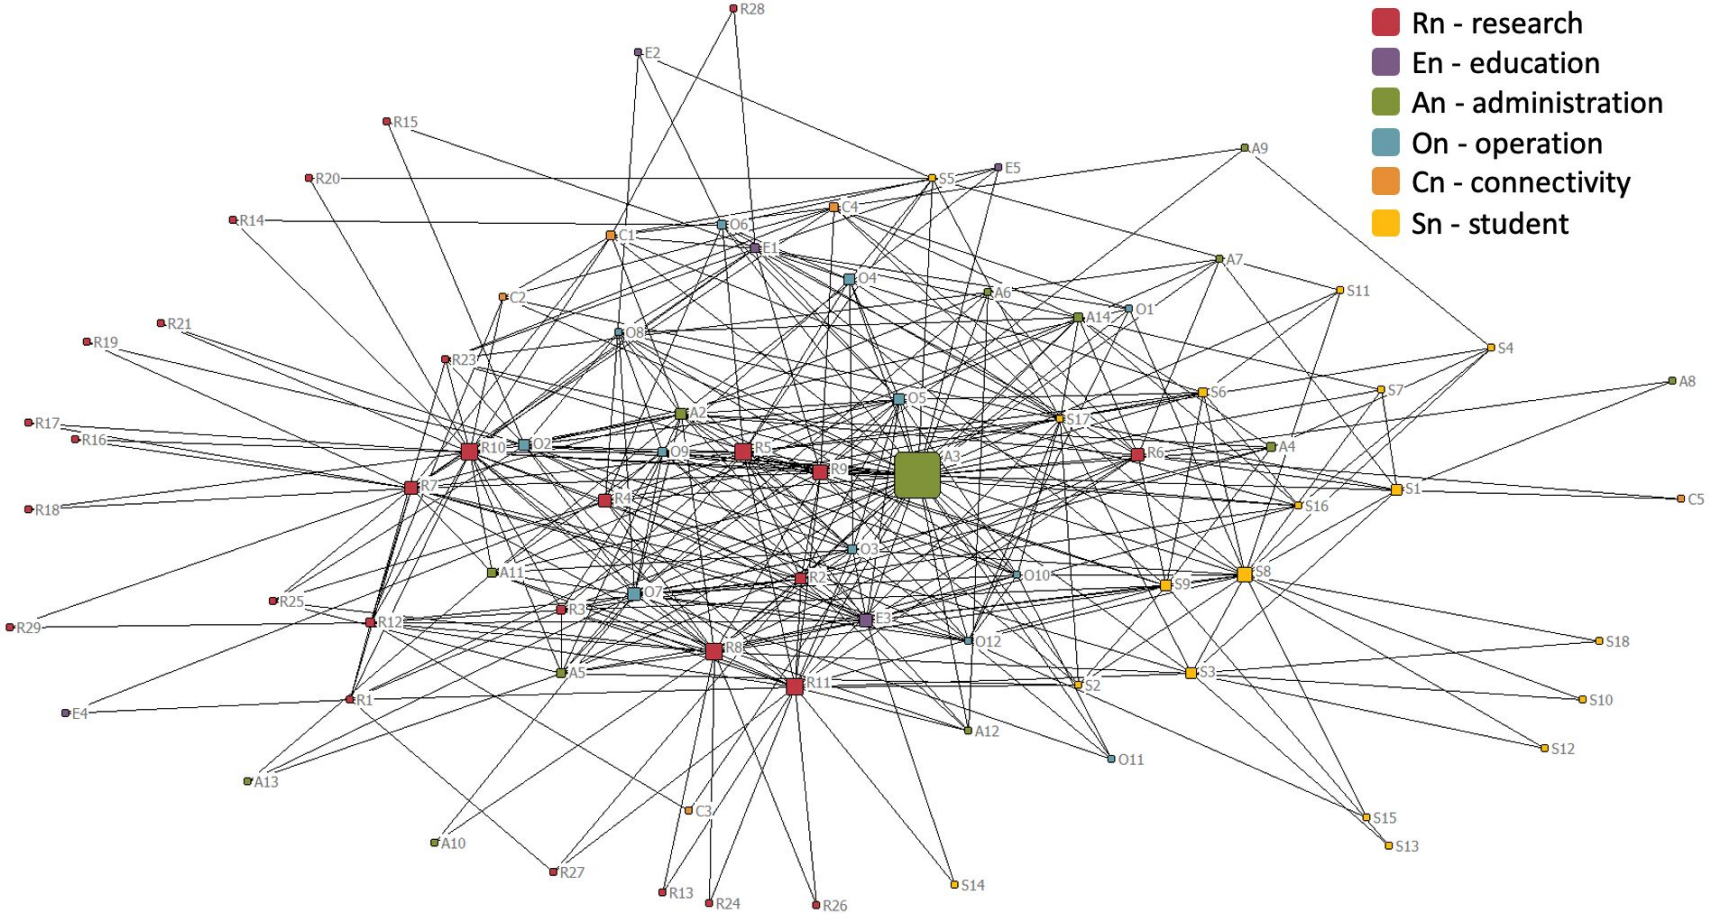 R28
Rn - research
E2
En - education
An - administration
R15
On - operation
A9
E5
R20
S5
Cn - connectivity
C4
R14
O6
Sn - student
C1
E1
A7
O4
S11
C2
A6
O1
A14
R21
O8
R19
S4
R23
A8
S7
S6
O5
A2
S17
R17
R16
R10
O2
O9
R5
A3
R6
A4
R9
R7
S1
R4
C5
S16
R18
O3
A11
R2
O10
S8
S9
O7
R25
R3
R29
R12
E3
O12
S18
R8
A5
S3
R11
S2
R1
S10
E4
A12
S12
O11
A13
C3
S15
A10
S13
R27
S14
R13
R24
R26